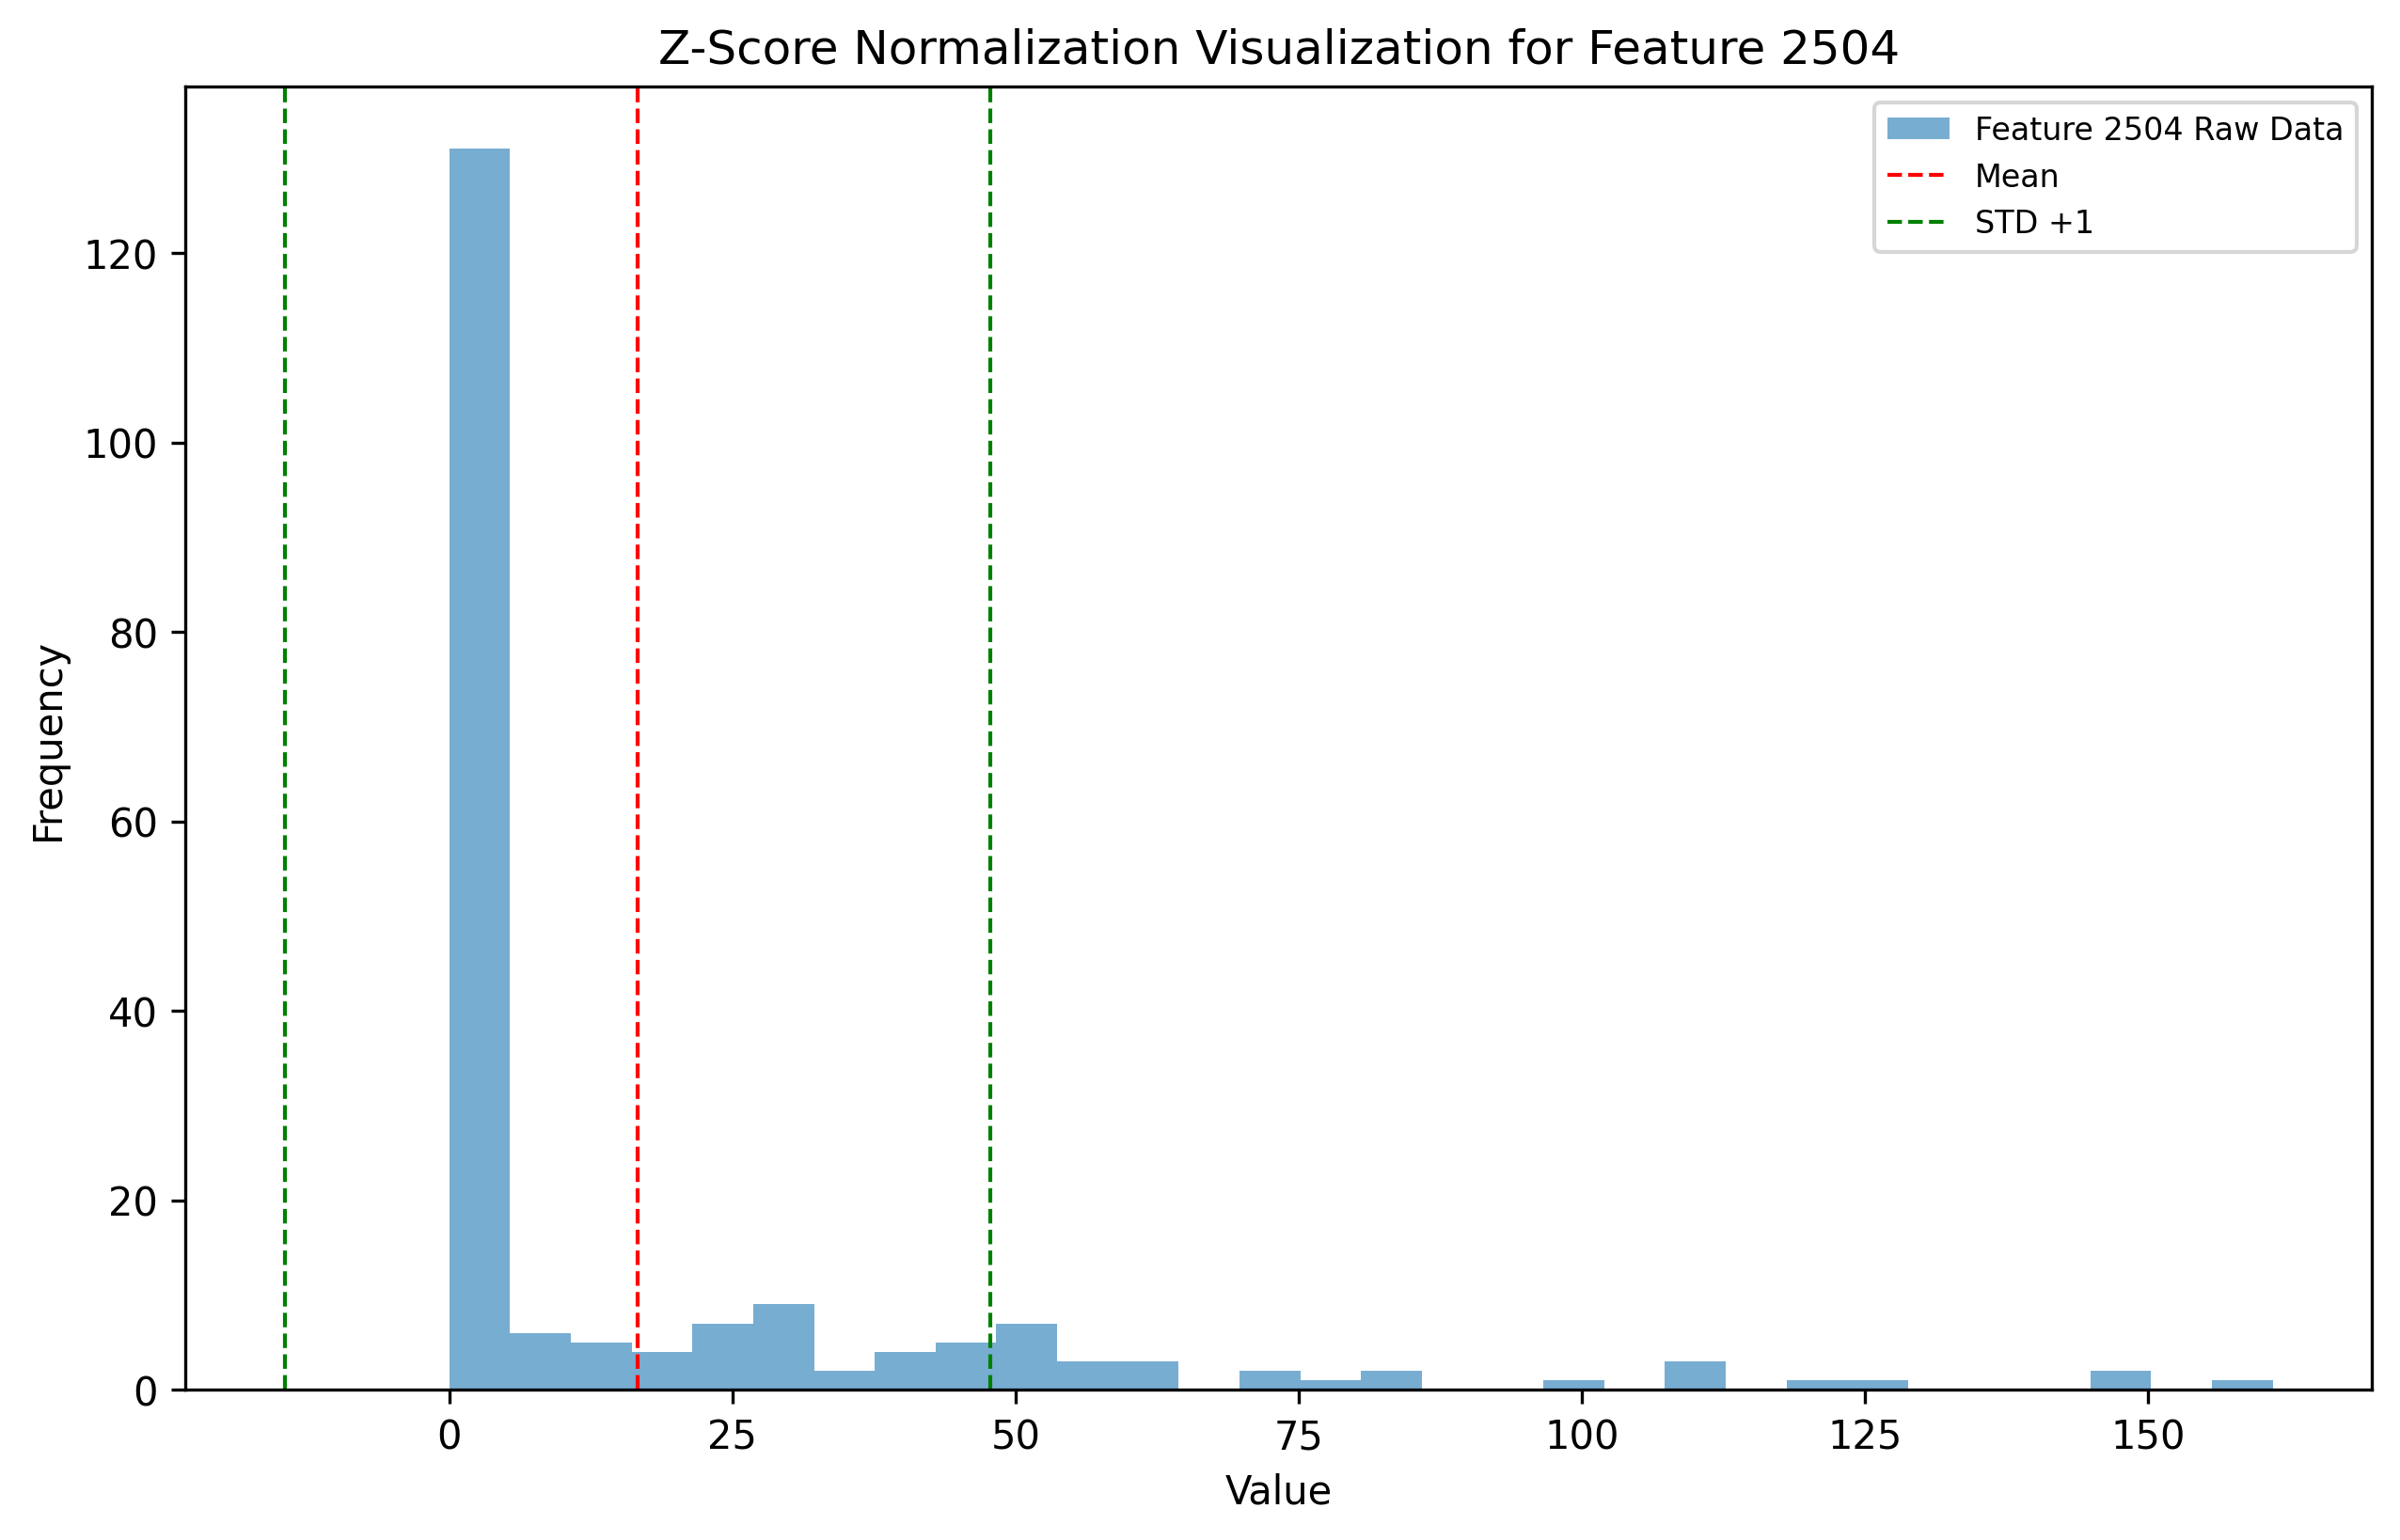 Z-Score Normalization Visualization for Feature 2504
Feature 2504 Raw Data
Mean
STD +1
120
100
80
60
40
20
0
Frequency
0 25 50 75 100 125 150
Value